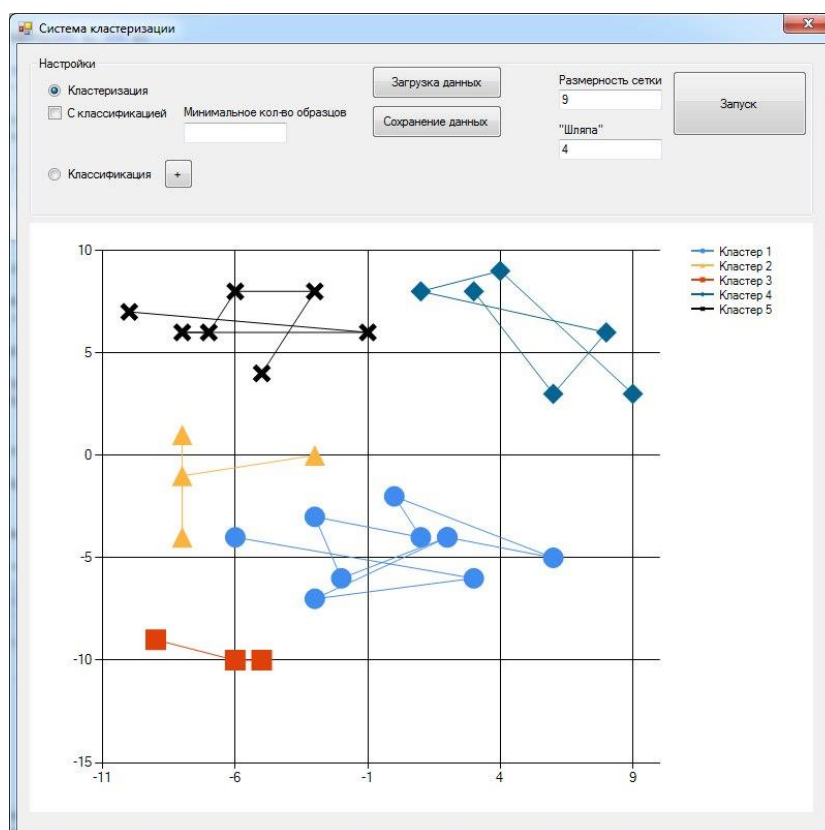 Система кластеризации
Настройки
Кластеризация
С классификацией
Минимальное кол-во образцов
Классификация
+
Загрузка данных
Сохранение данных
Размерность сетки
9
"Шляпа"
4
Запуск
10
5
0
-5
-10
-15
-11
-6
-1
4
9
Кластер 1
Кластер 2
Кластер 3
Кластер 4
Кластер 5